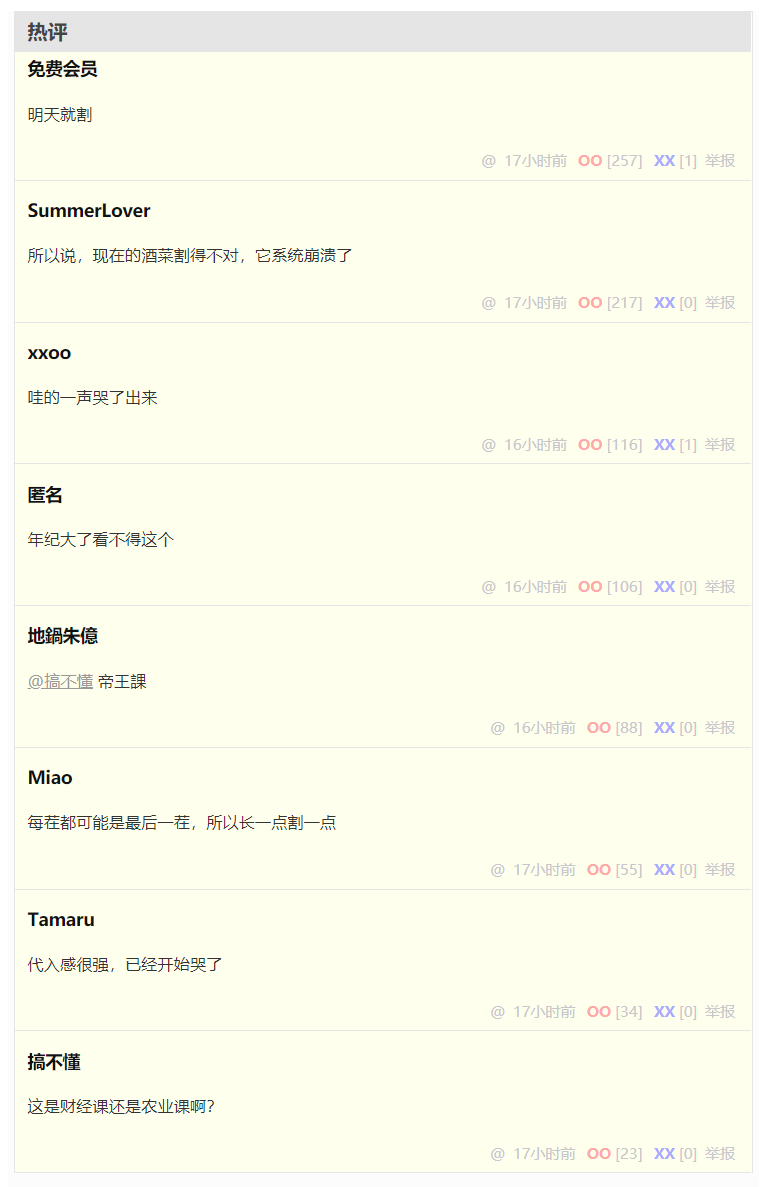 热评
免费会员
明天就割
@ 17小时前 OO [257] XX [1] 举报
SummerLover
所以说，现在的酒菜割得不对，它系统崩溃了
@ 17小时前 OO [217] XX [0] 举报
xxoo
哇的一声哭了出来
@ 16小时前 OO [116] XX [1] 举报
匿名
年纪大了看不得这个
@ 16小时前 OO [106] XX [0] 举报
地鍋朱億
@搞不懂 帝王課
@ 16小时前 OO [88] XX [0] 举报
Miao
每茬都可能是最后一茬，所以长一点割一点
@ 17小时前 OO [55] XX [0] 举报
Tamaru
代入感很强，已经开始哭了
@ 17小时前 OO [34] XX [0] 举报
搞不懂
这是财经课还是农业课啊？
@ 17小时前 OO [23] XX [0] 举报